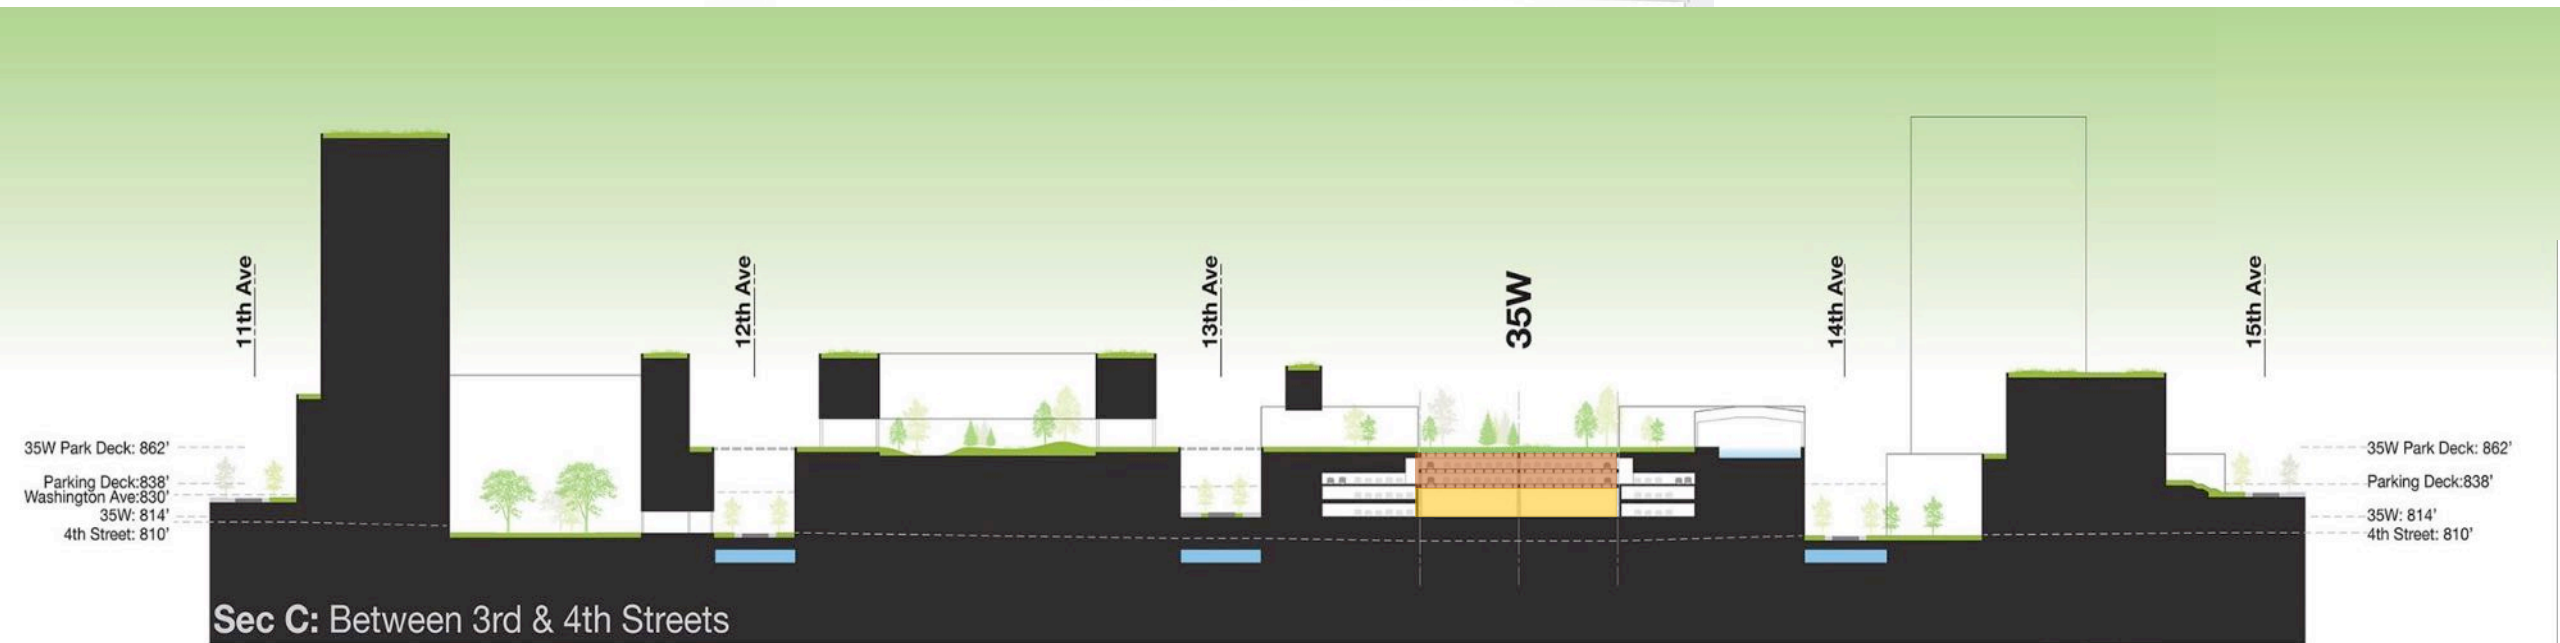 11th Ave
12th Ave
13th Ave
35W
14th Ave
15th Ave
35W Park Deck: 862'
Parking Deck:838'
Washington Ave:830'
35W: 814'
4th Street: 810'
35W Park Deck: 862'
Parking Deck:838'
35W: 814'
4th Street: 810'
Sec C: Between 3rd & 4th Streets